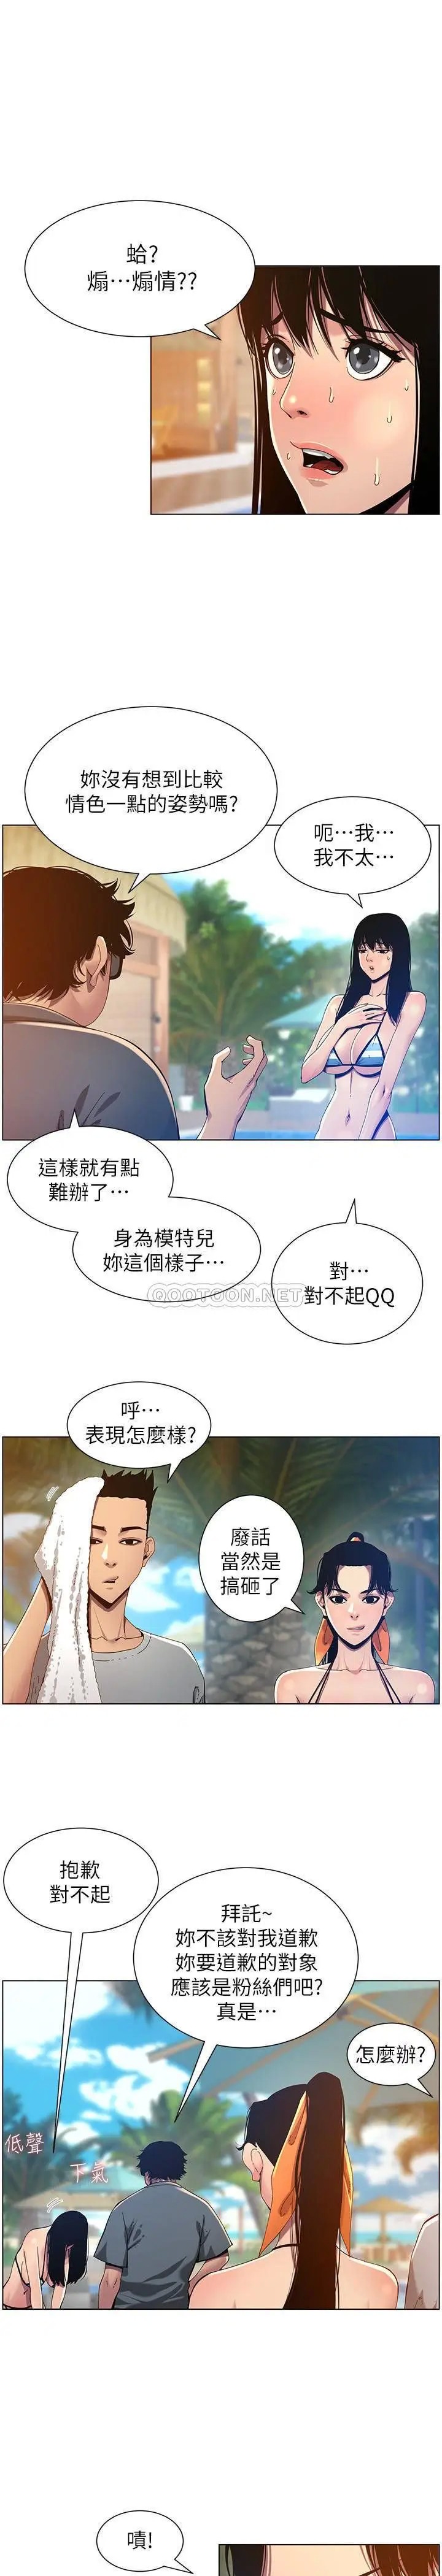 蛤?
煽…煽情??
妳沒有想到比較
情色一點的姿勢嗎?
呃…我…
我不太…
這樣就有點
難辦了…
身為模特兒
妳這個樣子…
對…
對不起QQ
QOOTOON.NET
呼…
表現怎麼樣?
廢話
當然是
搞砸了
抱歉
對不起
拜託~
妳不該對我道歉
妳要道歉的對象
應該是粉絲們吧?
真是…
怎麼辦?
低聲
下氣
嘖!